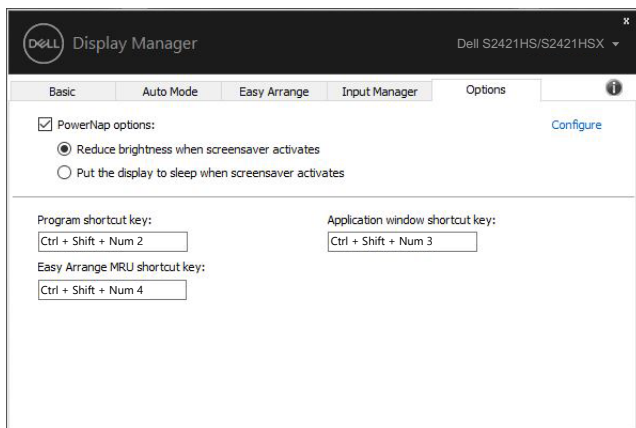 x
DELL Display Manager Dell S2421HS/S2421HSX
Basic Auto Mode Easy Arrange Input Manager Options i
PowerNap options: Configure
Reduce brightness when screensaver activates
Put the display to sleep when screensaver activates
Program shortcut key: Application window shortcut key:
Ctrl + Shift + Num 2 Ctrl + Shift + Num 3
Easy Arrange MRU shortcut key:
Ctrl + Shift + Num 4